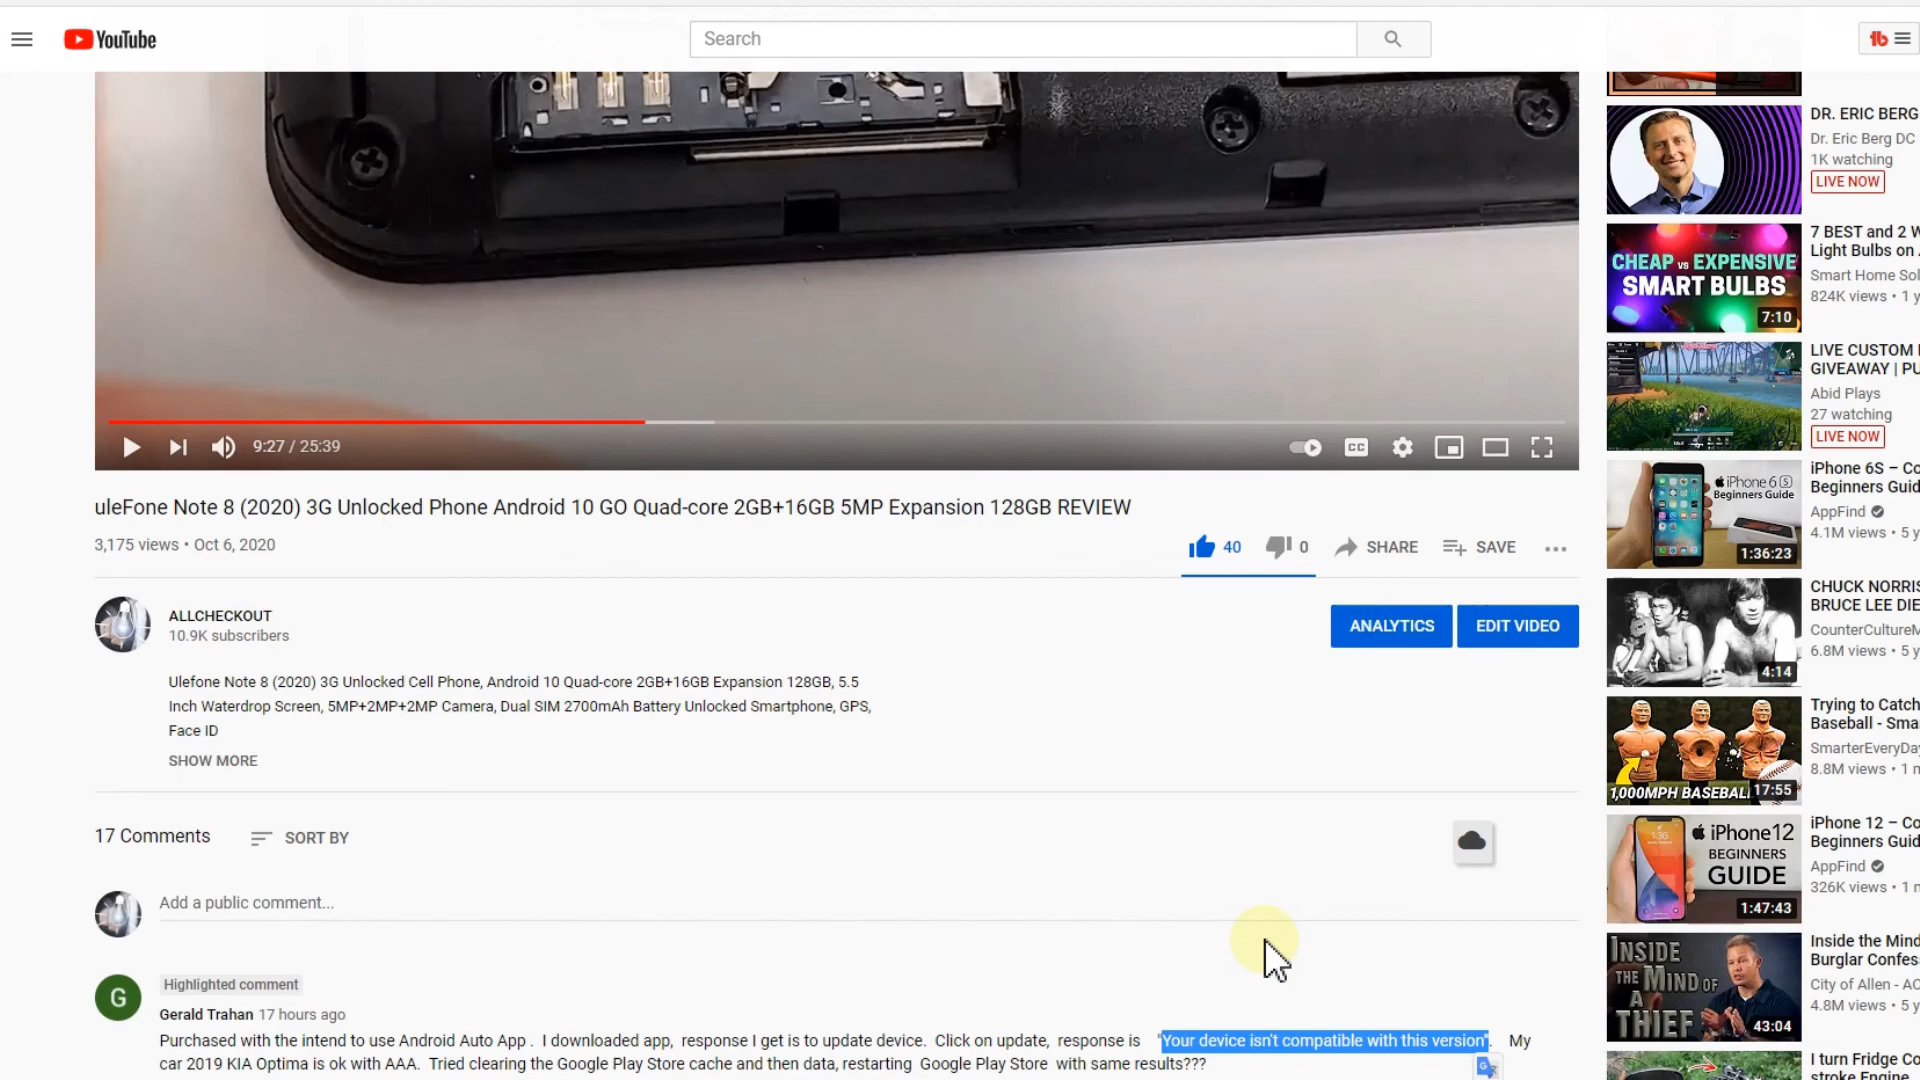 YouTube
Search
9:27 / 25:39
CC
uleFone Note 8 (2020) 3G Unlocked Phone Android 10 GO Quad-core 2GB+16GB 5MP Expansion 128GB REVIEW
3,175 views • Oct 6, 2020
40
0
SHARE
SAVE
ALLCHECKOUT
10.9K subscribers
ANALYTICS
EDIT VIDEO
Ulefone Note 8 (2020) 3G Unlocked Cell Phone, Android 10 Quad-core 2GB+16GB Expansion 128GB, 5.5
Inch Waterdrop Screen, 5MP+2MP+2MP Camera, Dual SIM 2700mAh Battery Unlocked Smartphone, GPS,
Face ID
SHOW MORE
17 Comments
SORT BY
Add a public comment...
G
Highlighted comment
Gerald Trahan 17 hours ago
Purchased with the intend to use Android Auto App . I downloaded app, response I get is to update device. Click on update, response is "Your device isn't compatible with this version". My
car 2019 KIA Optima is ok with AAA. Tried clearing the Google Play Store cache and then data, restarting Google Play Store with same results???
DR. ERIC BERG
Dr. Eric Berg DC
1K watching
LIVE NOW
CHEAP vs EXPENSIVE
SMART BULBS
7:10
7 BEST and 2 W
Light Bulbs on
Smart Home Sol
824K views • 1 y
LIVE CUSTOM
GIVEAWAY | PU
Abid Plays
27 watching
LIVE NOW
iPhone 6S
Beginners Guide
1:36:23
iPhone 6S – Co
Beginners Guid
AppFind
4.1M views • 5 y
4:14
CHUCK NORRIS
BRUCE LEE DIE
CounterCultureM
6.8M views • 5 y
1,000MPH BASEBALL
17:55
Trying to Catch
Baseball - Sma
SmarterEveryDay
8.8M views • 1 m
iPhone12
BEGINNERS
GUIDE
1:47:43
iPhone 12 – Co
Beginners Guid
AppFind
326K views • 1 m
INSIDE
THE MIND OF
A
THIEF
43:04
Inside the Mind
Burglar Confes
City of Allen - AC
4.8M views • 5 y
I turn Fridge Co
stroke Engine